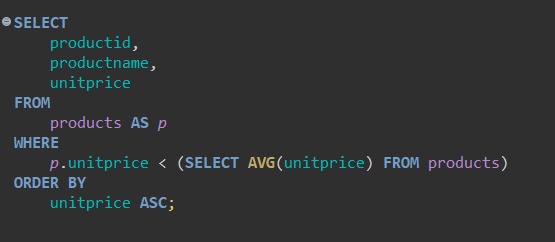 SELECT
productid,
productname,
unitprice
FROM
products AS p
WHERE
p.unitprice < (SELECT AVG(unitprice) FROM products)
ORDER BY
unitprice ASC;